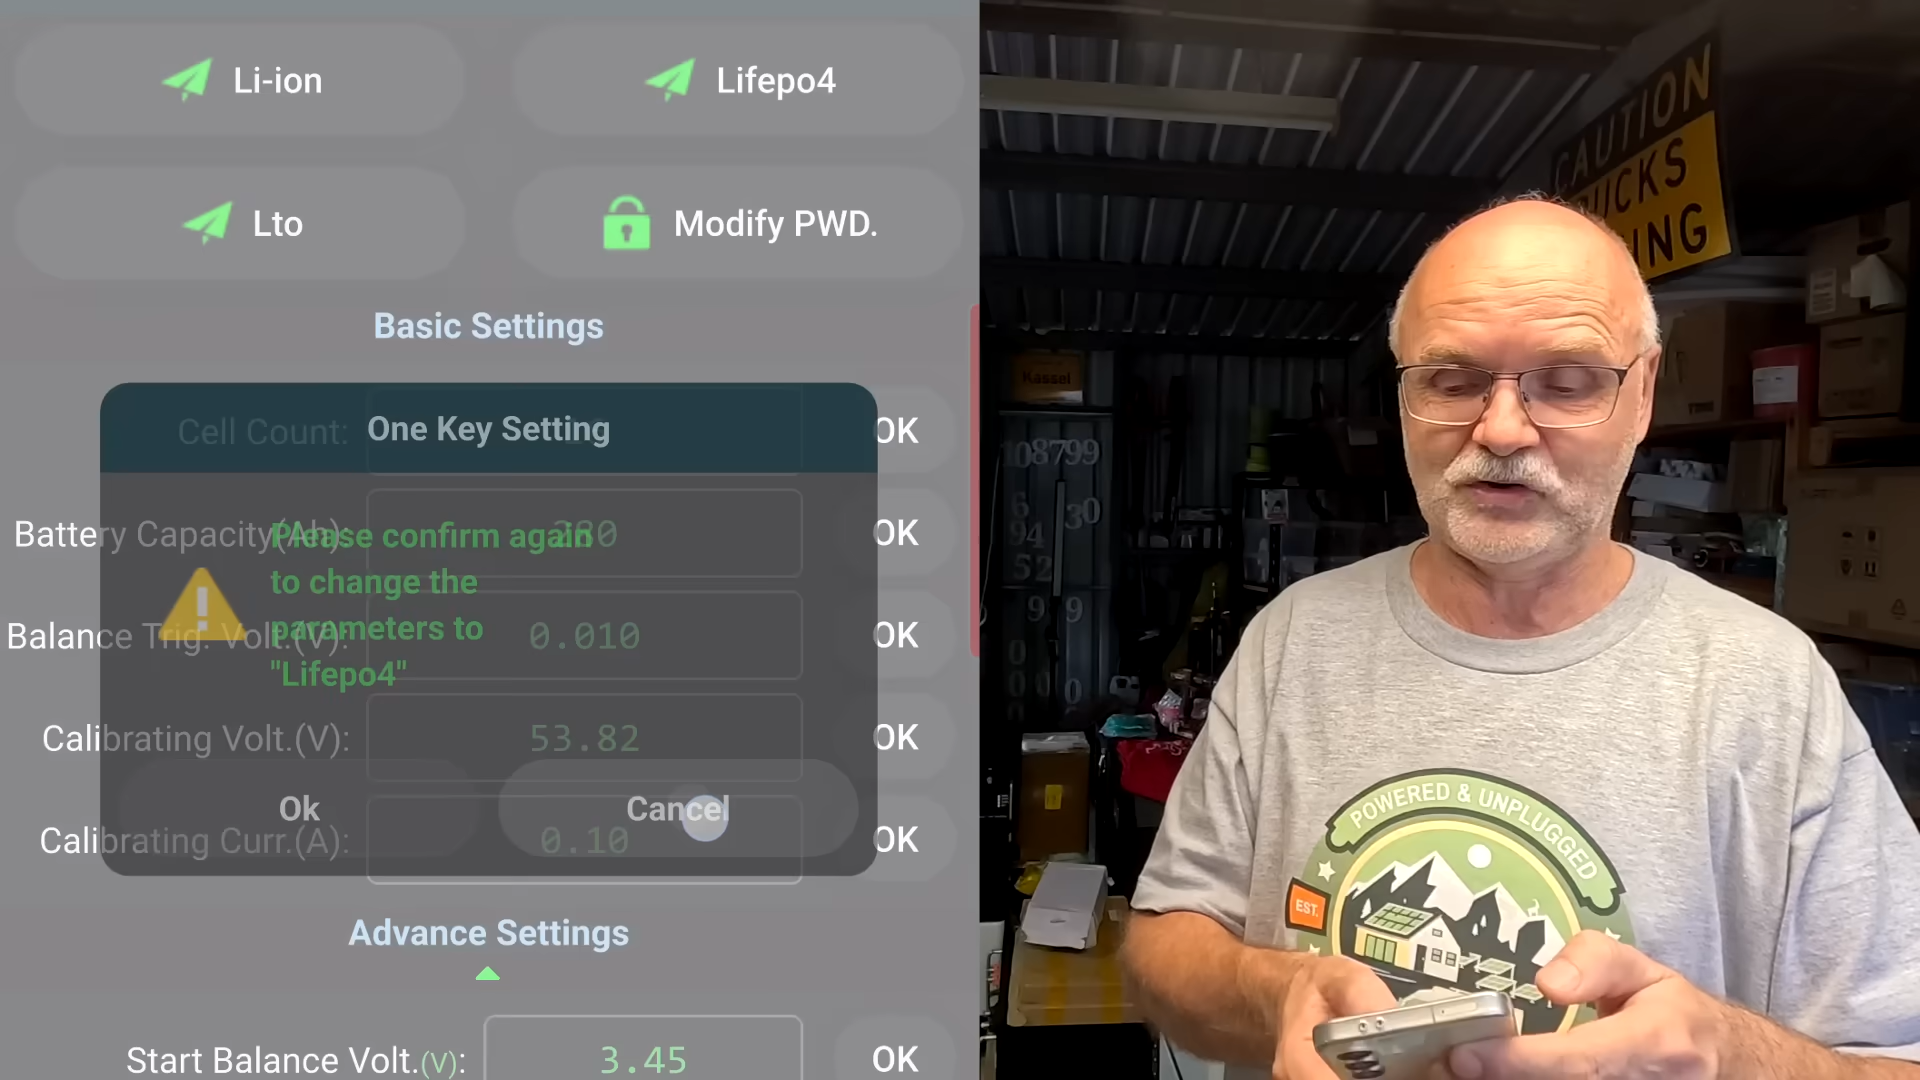 Li-ion
Lifepo4
Lto
Modify PWD.
Basic Settings
Cell Count:
One Key Setting
OK
Battery Capacity(Ah):
280
OK
Please confirm again
to change the
parameters to
"Lifepo4"
Balance Trig. Volt.(V):
0.010
OK
Calibrating Volt.(V):
53.82
OK
Ok
Cancel
Calibrating Curr.(A):
0.10
OK
Advance Settings
Start Balance Volt.(V):
3.45
OK
CAUTION
Kassel
POWERED & UNPLUGGED
EST.